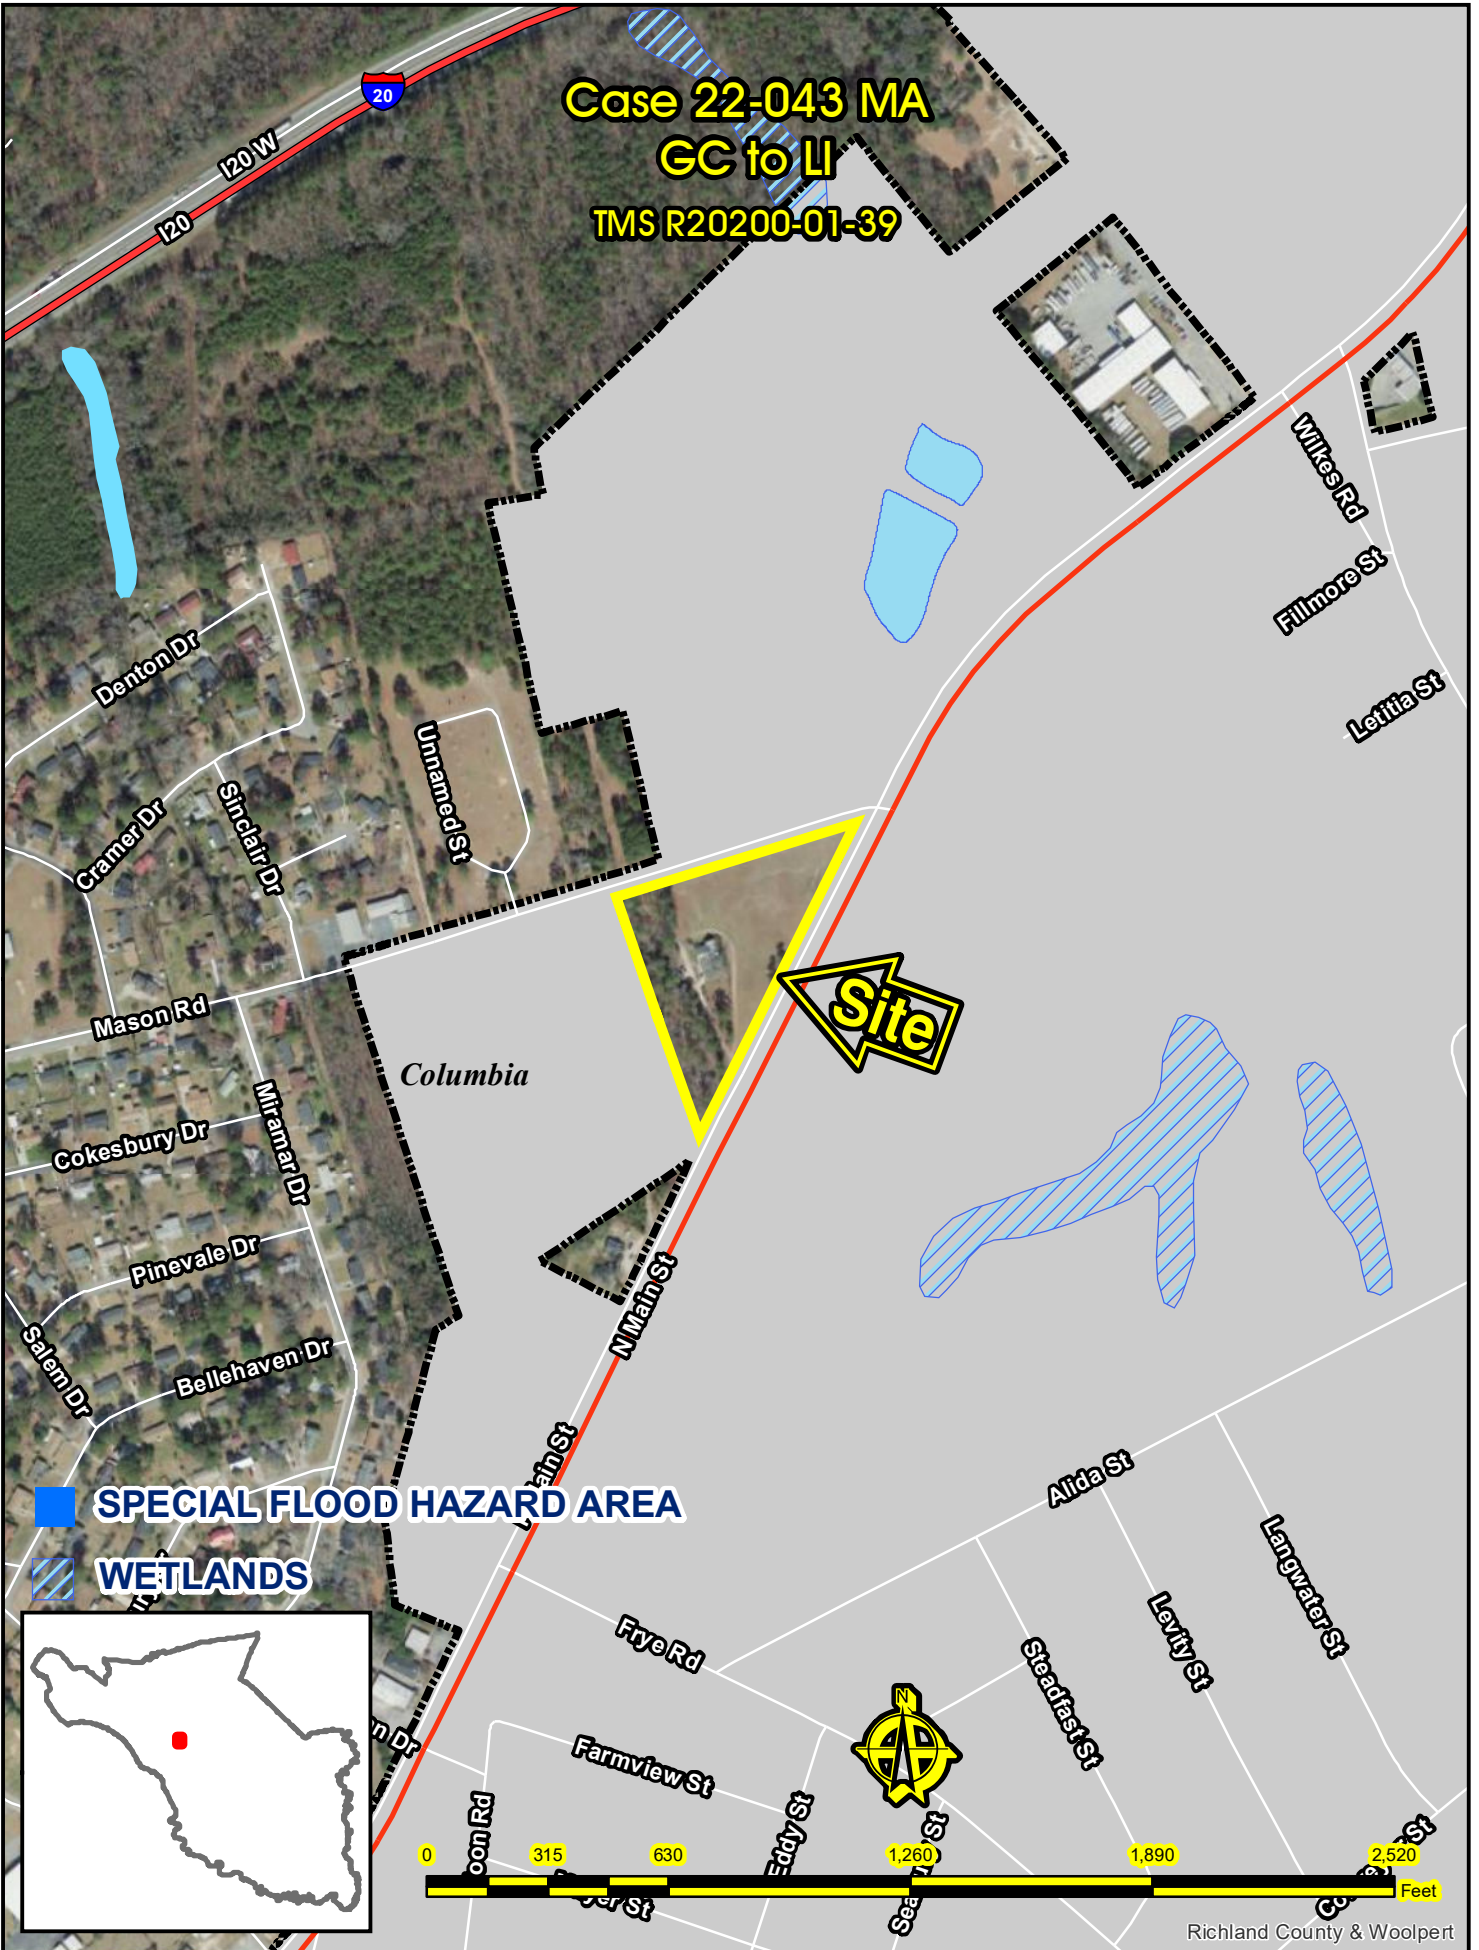 20
Case 22-043 MA
GC to LI
TMS R20200-01-39
I20 W
I20
Wilkes Rd
Fillmore St
Letitia St
Denton Dr
Unnamed St
Sinclair Dr
Cramer Dr
Site
Mason Rd
Columbia
Miramar Dr
Cokesbury Dr
Pinevale Dr
N Main St
Salem Dr
Bellehaven Dr
Alida St
SPECIAL FLOOD HAZARD AREA
WETLANDS
Langwater St
Levity St
Frye Rd
Steadfast St
N
Farmview St
Eddy St
0 315 630 1,260 1,890 2,520
Feet
Richland County & Woolpert